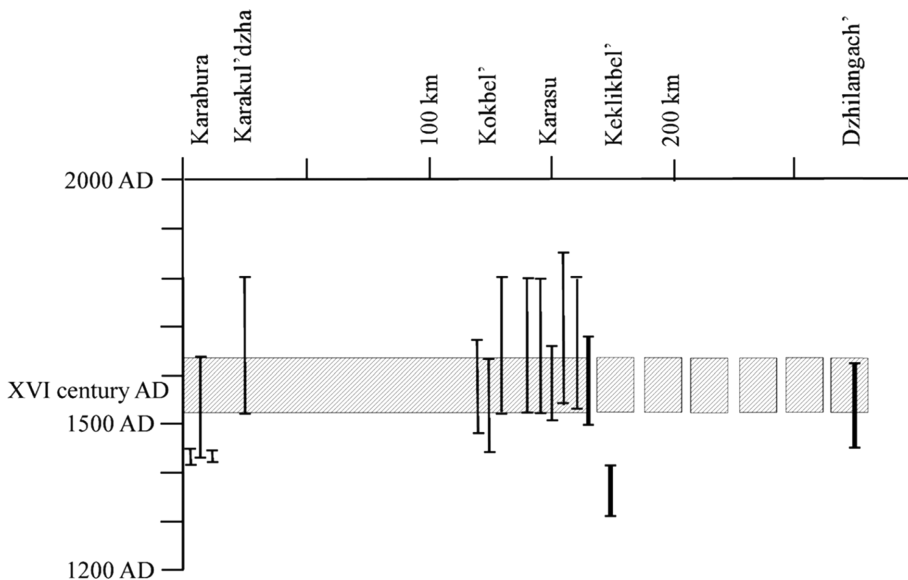 Karabura
Karakul’dzha
100 km
Kokbel’
Karasu
Keklikbel’
200 km
Dzhilangach’
2000 AD
XVI century AD
1500 AD
1200 AD